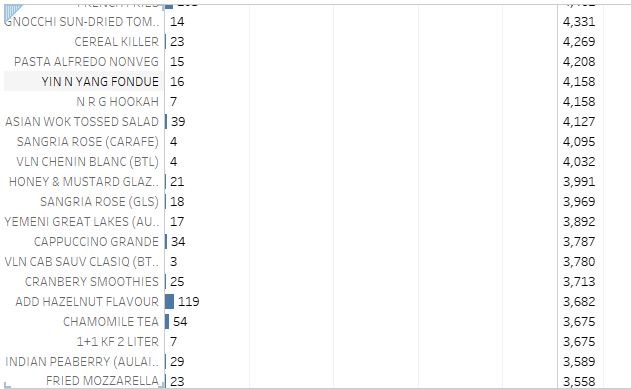 GNOCCHI SUN-DRIED TOM.. 14 4,331
CEREAL KILLER 23 4,269
PASTA ALFREDO NONVEG 15 4,208
YIN N YANG FONDUE 16 4,158
N R G HOOKAH 7 4,158
ASIAN WOK TOSSED SALAD 39 4,127
SANGRIA ROSE (CARAFE) 4 4,095
VLN CHENIN BLANC (BTL) 4 4,032
HONEY & MUSTARD GLAZ.. 21 3,991
SANGRIA ROSE (GLS) 18 3,969
YEMENI GREAT LAKES (AU.. 17 3,892
CAPPUCCINO GRANDE 34 3,787
VLN CAB SAUV CLASIQ (BT.. 3 3,780
CRANBERY SMOOTHIES 25 3,713
ADD HAZELNUT FLAVOUR 119 3,682
CHAMOMILE TEA 54 3,675
1+1 KF 2 LITER 7 3,675
INDIAN PEABERRY (AULAI.. 29 3,589
FRIED MOZZARELLA 23 3,558